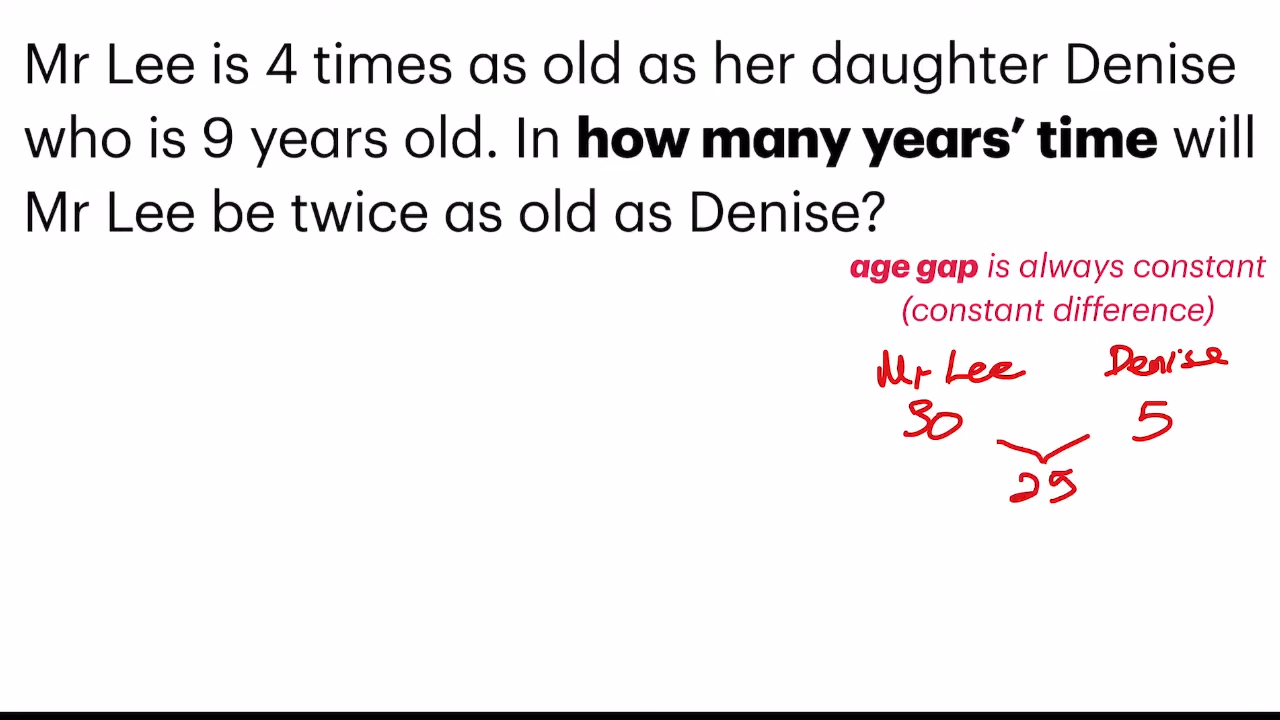 Mr Lee is 4 times as old as her daughter Denise
who is 9 years old. In how many years’ time will
Mr Lee be twice as old as Denise?
age gap is always constant
(constant difference)
Mr Lee Denise
30 5
25